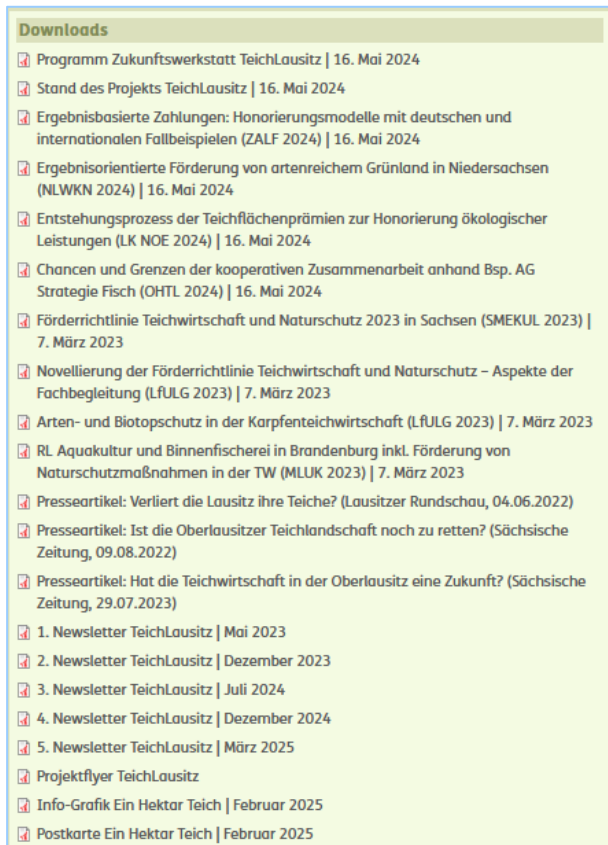 Downloads
Programm Zukunftswerkstatt TeichLausitz | 16. Mai 2024
Stand des Projekts TeichLausitz | 16. Mai 2024
Ergebnisbasierte Zahlungen: Honorierungsmodelle mit deutschen und
internationalen Fallbeispielen (ZALF 2024) | 16. Mai 2024
Ergebnisorientierte Förderung von artenreichem Grünland in Niedersachsen
(NLWKN 2024) | 16. Mai 2024
Entstehungsprozess der Teichflächenprämien zur Honorierung ökologischer
Leistungen (LK NOE 2024) | 16. Mai 2024
Chancen und Grenzen der kooperativen Zusammenarbeit anhand Bsp. AG
Strategie Fisch (OHTL 2024) | 16. Mai 2024
Förderrichtlinie Teichwirtschaft und Naturschutz 2023 in Sachsen (SMEKUL 2023) |
7. März 2023
Novellierung der Förderrichtlinie Teichwirtschaft und Naturschutz – Aspekte der
Fachbegleitung (LfULG 2023) | 7. März 2023
Arten- und Biotopschutz in der Karpfenteichwirtschaft (LfULG 2023) | 7. März 2023
RL Aquakultur und Binnenfischerei in Brandenburg inkl. Förderung von
Naturschutzmaßnahmen in der TW (MLUK 2023) | 7. März 2023
Presseartikel: Verliert die Lausitz ihre Teiche? (Lausitzer Rundschau, 04.06.2022)
Presseartikel: Ist die Oberlausitzer Teichlandschaft noch zu retten? (Sächsische
Zeitung, 09.08.2022)
Presseartikel: Hat die Teichwirtschaft in der Oberlausitz eine Zukunft? (Sächsische
Zeitung, 29.07.2023)
1. Newsletter TeichLausitz | Mai 2023
2. Newsletter TeichLausitz | Dezember 2023
3. Newsletter TeichLausitz | Juli 2024
4. Newsletter TeichLausitz | Dezember 2024
5. Newsletter TeichLausitz | März 2025
Projektflyer TeichLausitz
Info-Grafik Ein Hektar Teich | Februar 2025
Postkarte Ein Hektar Teich | Februar 2025